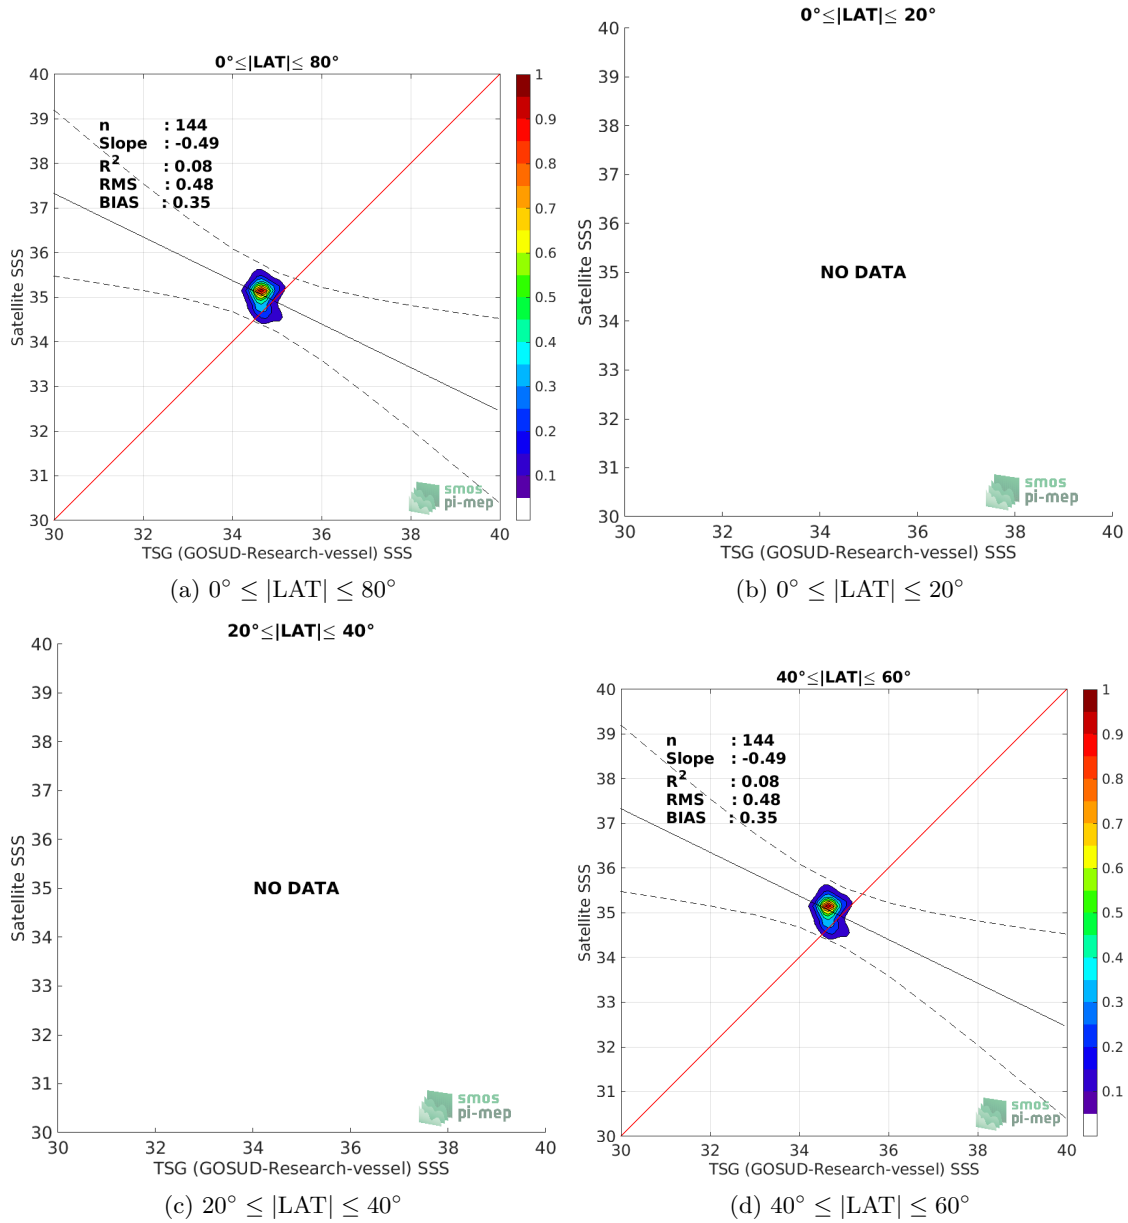 0°≤|LAT|≤ 80°
40
39
38
37
36
35
34
33
32
31
30
Satellite SSS
n : 144
Slope : -0.49
R² : 0.08
RMS : 0.48
BIAS : 0.35
1
0.9
0.8
0.7
0.6
0.5
0.4
0.3
0.2
0.1
smos
pi-mep
30 32 34 36 38 40
TSG (GOSUD-Research-vessel) SSS
(a) 0° ≤ |LAT| ≤ 80°
0°≤|LAT|≤ 20°
40
39
38
37
36
35
34
33
32
31
30
Satellite SSS
NO DATA
smos
pi-mep
30 32 34 36 38 40
TSG (GOSUD-Research-vessel) SSS
(b) 0° ≤ |LAT| ≤ 20°
20°≤|LAT|≤ 40°
40
39
38
37
36
35
34
33
32
31
30
Satellite SSS
NO DATA
smos
pi-mep
30 32 34 36 38 40
TSG (GOSUD-Research-vessel) SSS
(c) 20° ≤ |LAT| ≤ 40°
40°≤|LAT|≤ 60°
40
39
38
37
36
35
34
33
32
31
30
Satellite SSS
n : 144
Slope : -0.49
R² : 0.08
RMS : 0.48
BIAS : 0.35
1
0.9
0.8
0.7
0.6
0.5
0.4
0.3
0.2
0.1
smos
pi-mep
30 32 34 36 38 40
TSG (GOSUD-Research-vessel) SSS
(d) 40° ≤ |LAT| ≤ 60°